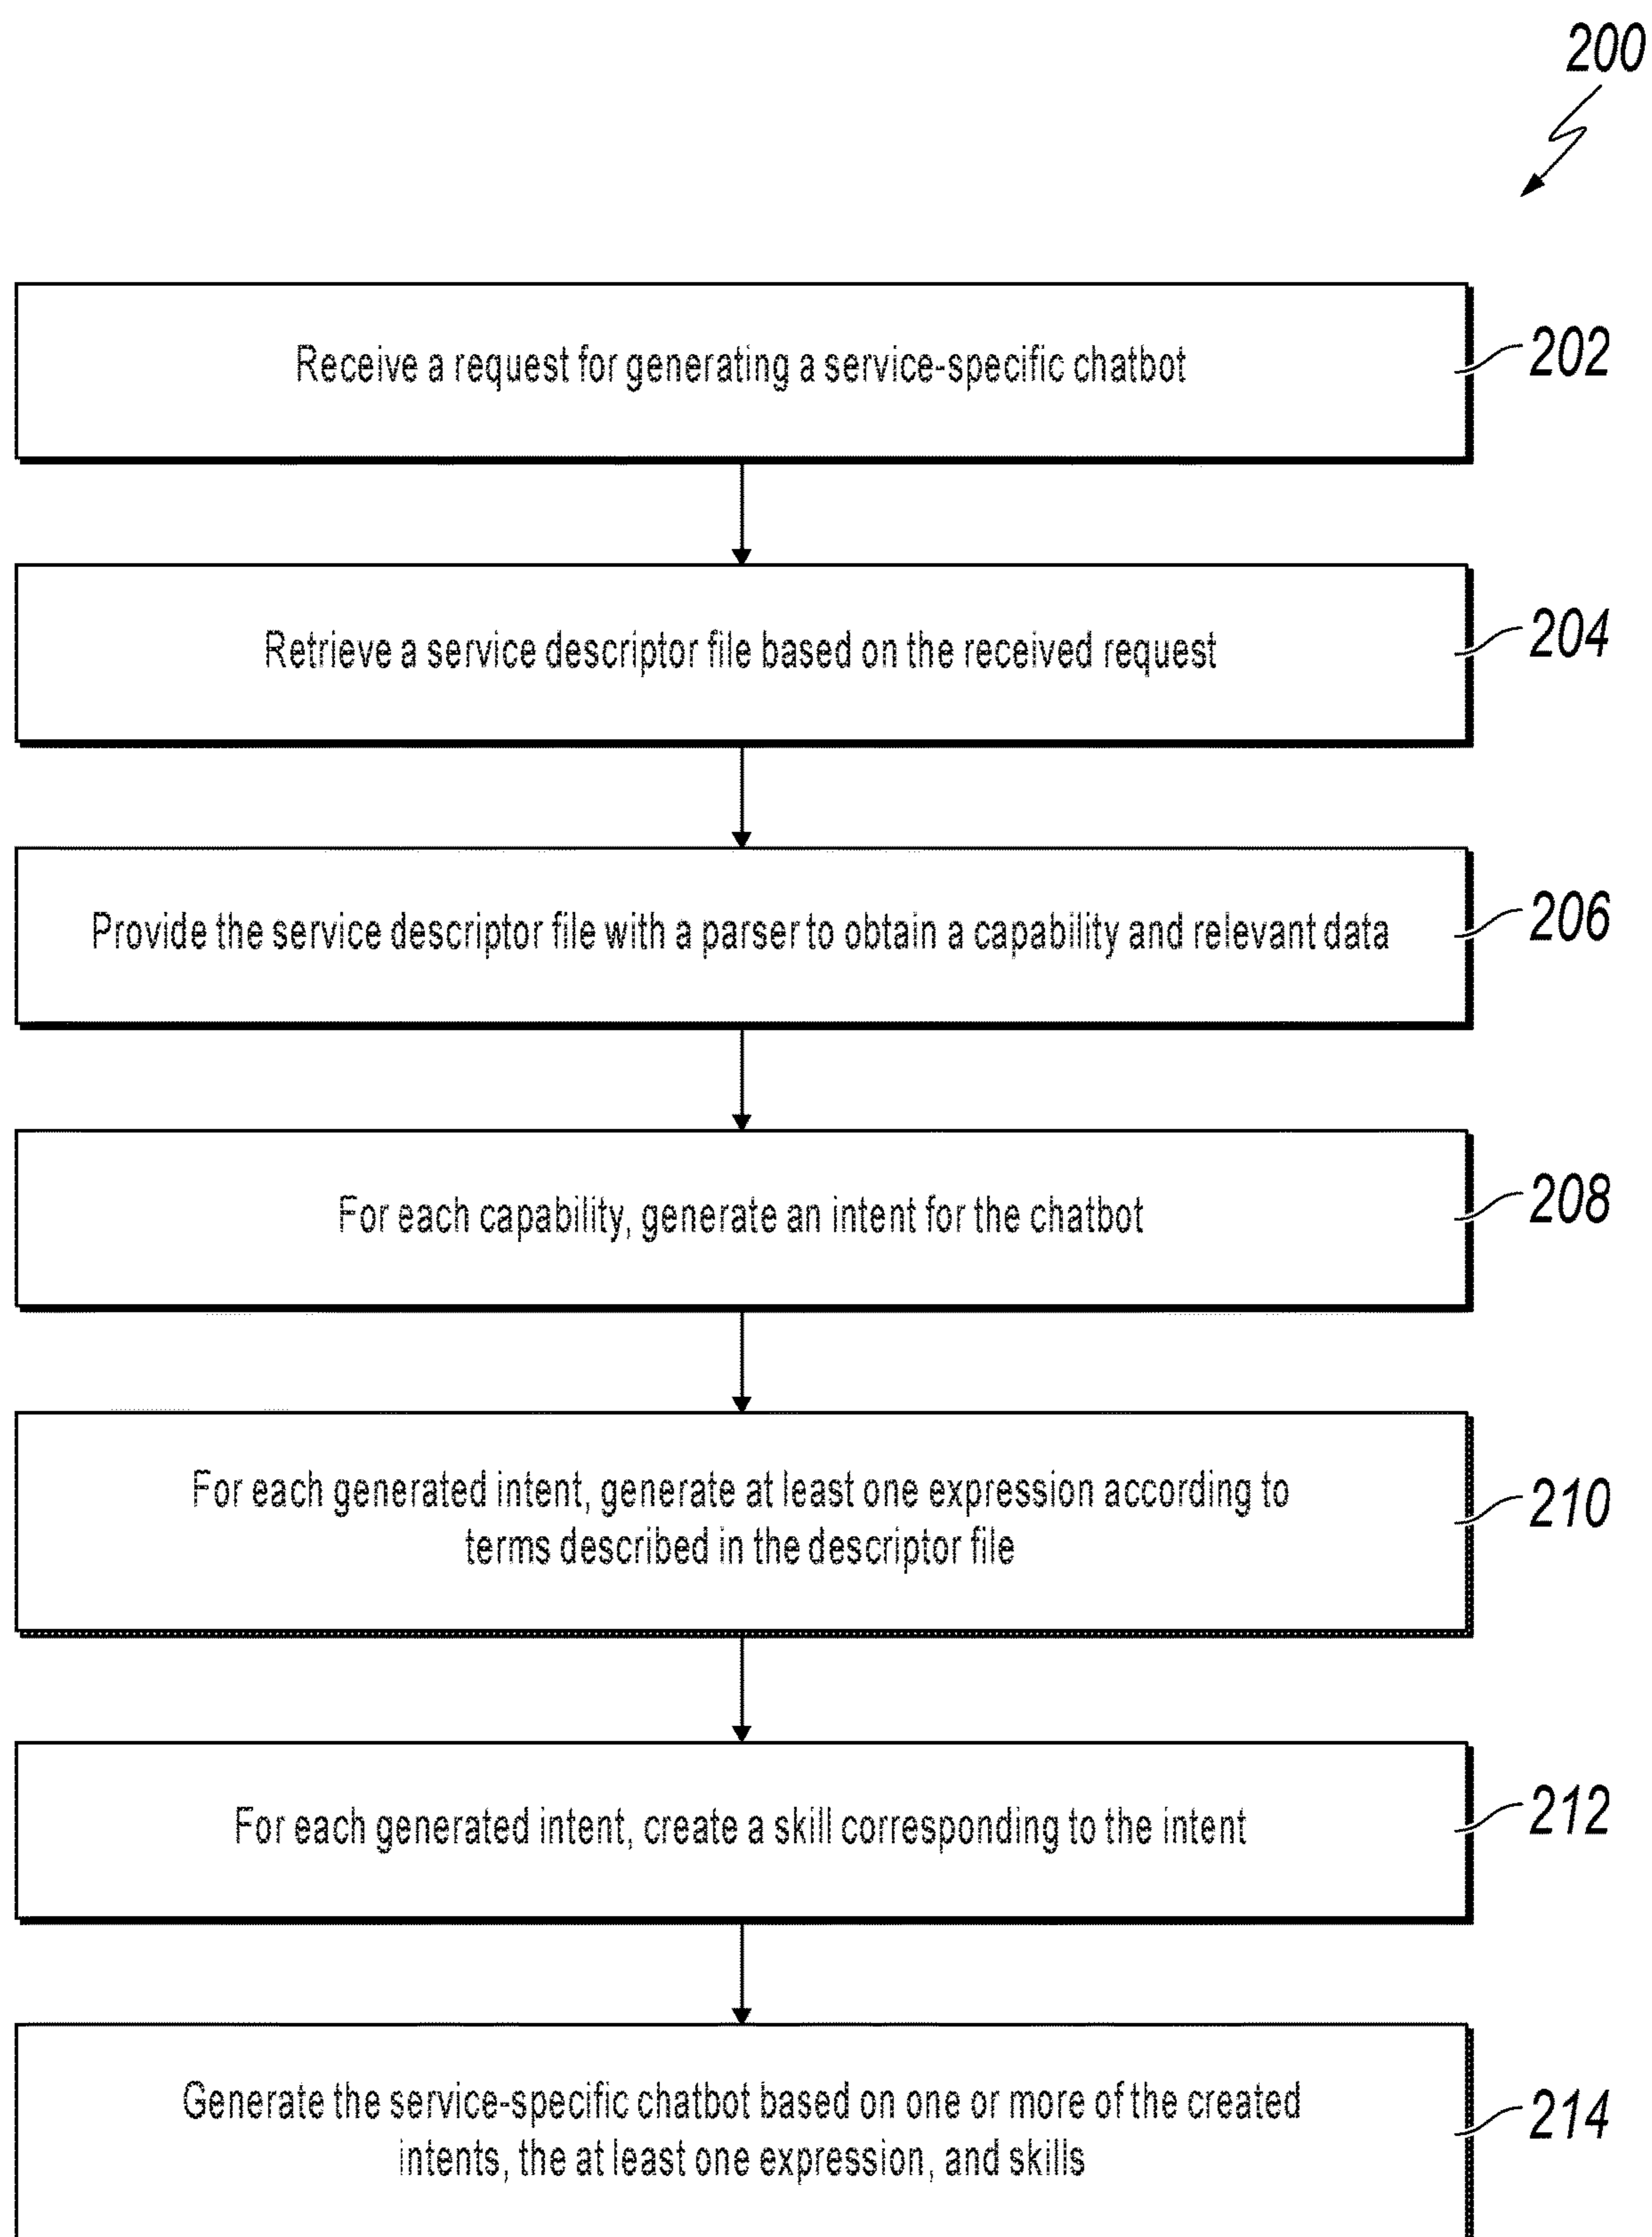 200
Receive a request for generating a service-specific chatbot
202
Retrieve a service descriptor file based on the received request
204
Provide the service descriptor file with a parser to obtain a capability and relevant data
206
For each capability, generate an intent for the chatbot
208
For each generated intent, generate at least one expression according to
terms described in the descriptor file
210
For each generated intent, create a skill corresponding to the intent
212
Generate the service-specific chatbot based on one or more of the created
intents, the at least one expression, and skills
214